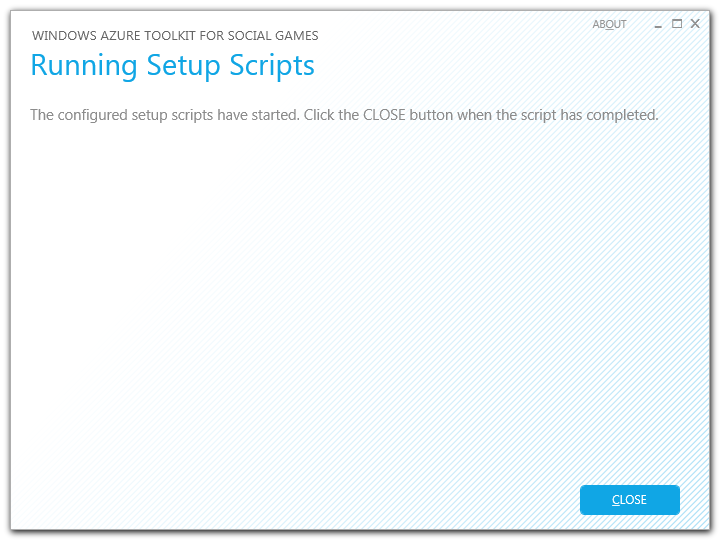 ABOUT
WINDOWS AZURE TOOLKIT FOR SOCIAL GAMES
Running Setup Scripts
The configured setup scripts have started. Click the CLOSE button when the script has completed.
CLOSE